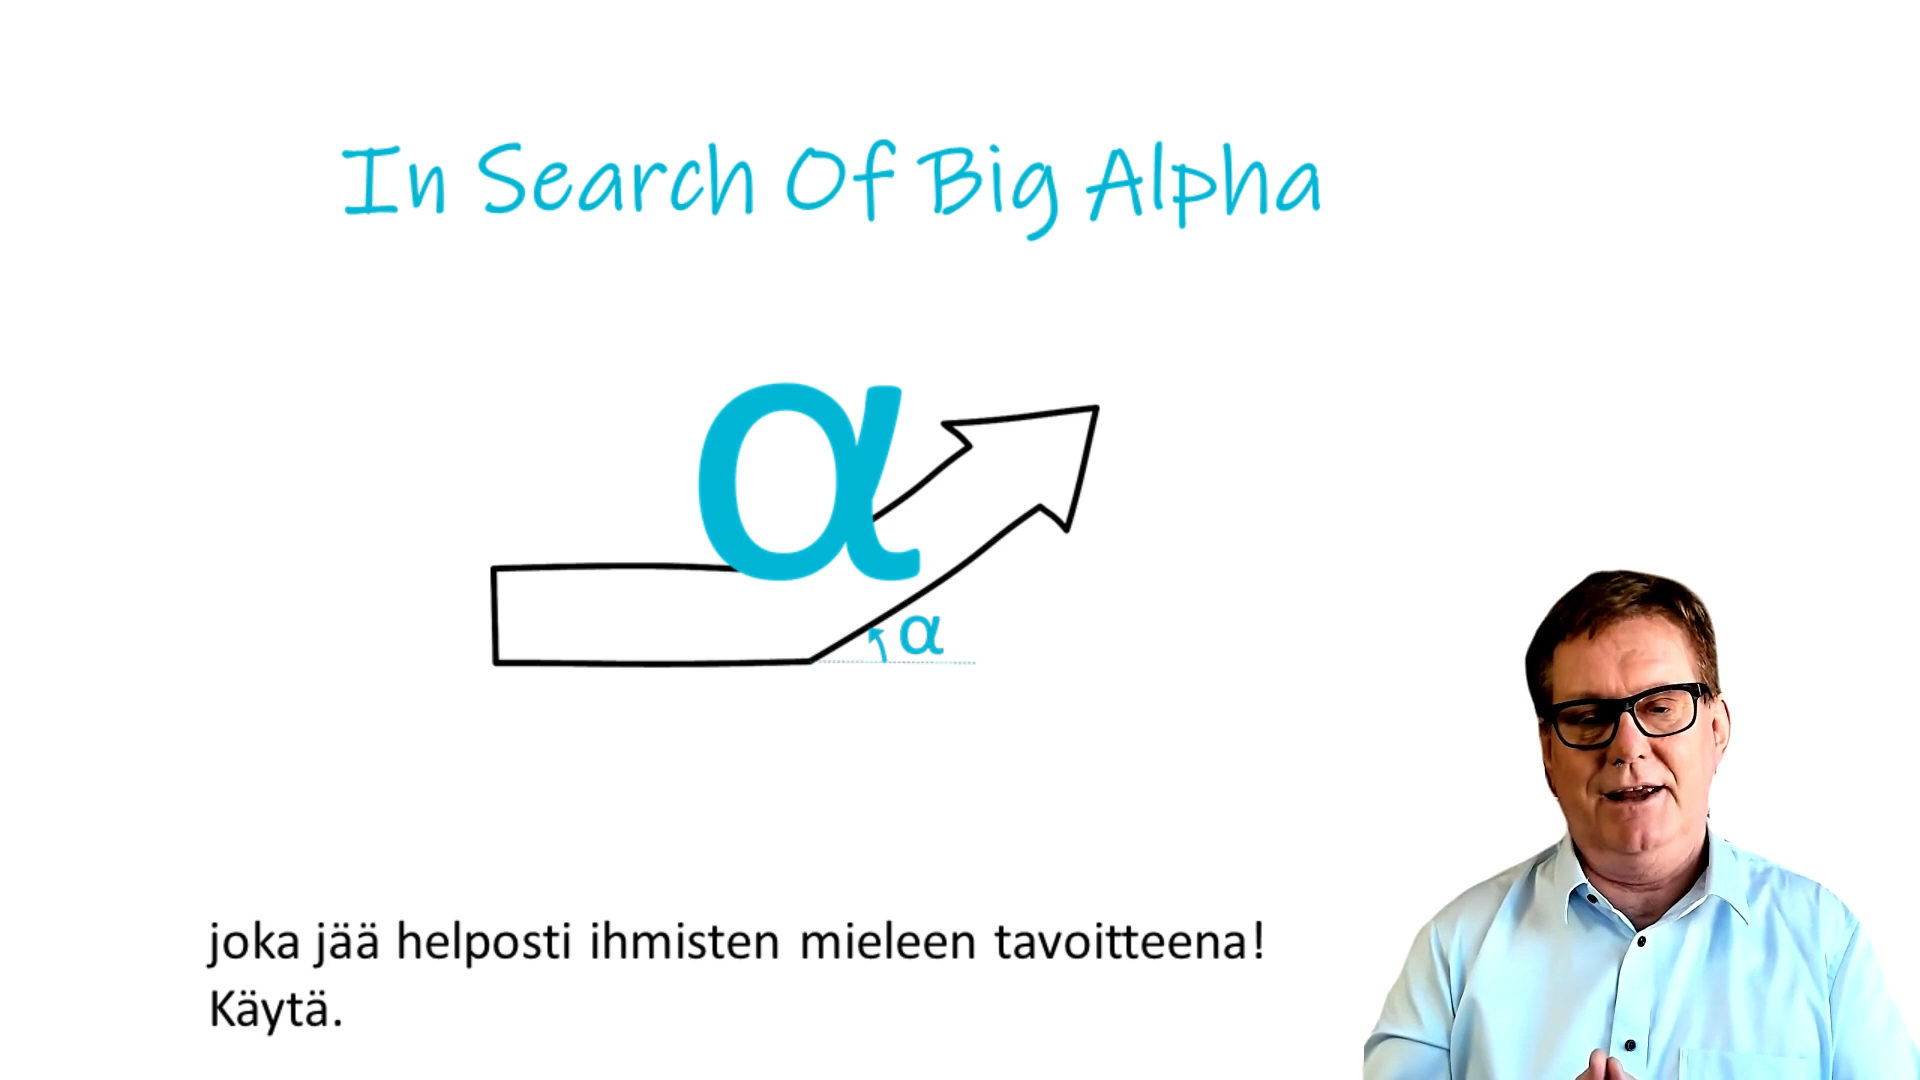 In Search Of Big Alpha
α
α
joka jää helposti ihmisten mieleen tavoitteena!
Käytä.